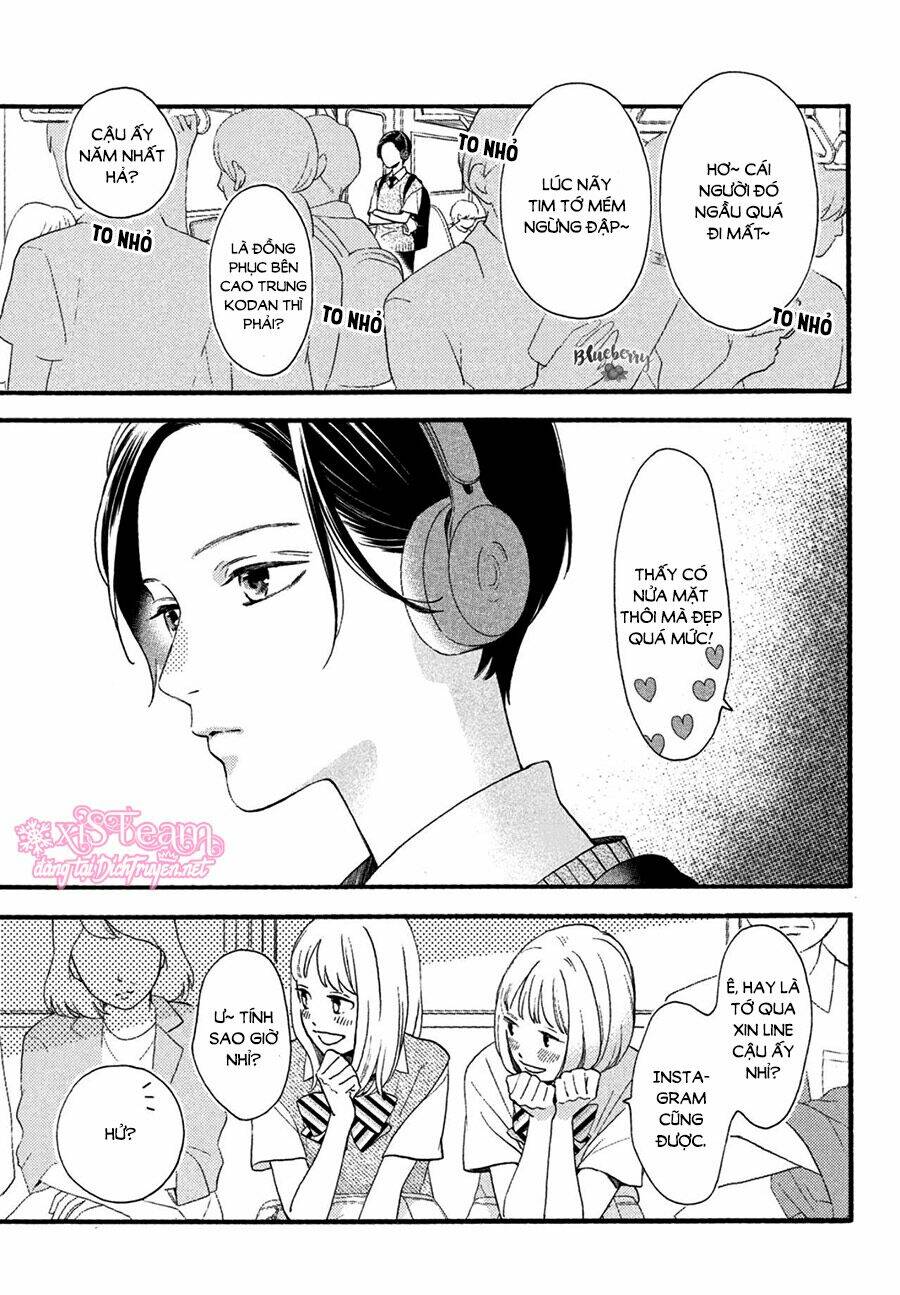 HƠ~ CÁI
NGƯỜI ĐÓ
NGẦU QUÁ
ĐI MẤT~
TO NHỎ
LÚC NÃY
TIM TỚ MÉM
NGỪNG ĐẬP~
TO NHỎ
Blueberry
LÀ ĐỒNG
PHỤC BÊN
CAO TRUNG
KODAN THÌ
PHẢI?
TO NHỎ
CẬU ẤY
NĂM NHẤT
HẢ?
TO NHỎ
THẤY CÓ
NỬA MẶT
THÔI MÀ ĐẸP
QUÁ MỨC!
xisTeam
đăng tại DichTruyen.net
Ê, HAY LÀ
TỚ QUA
XIN LINE
CẬU ẤY
NHỈ?
INSTA-
GRAM
CŨNG
ĐƯỢC.
Ư~ TÍNH
SAO GIỜ
NHỈ?
HỬ?